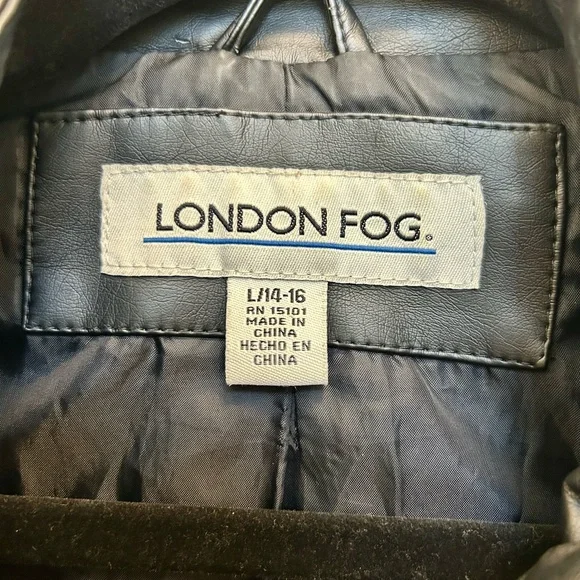 LONDON FOG®
L/14-16
RN 15101
MADE IN
CHINA
HECHO EN
CHINA